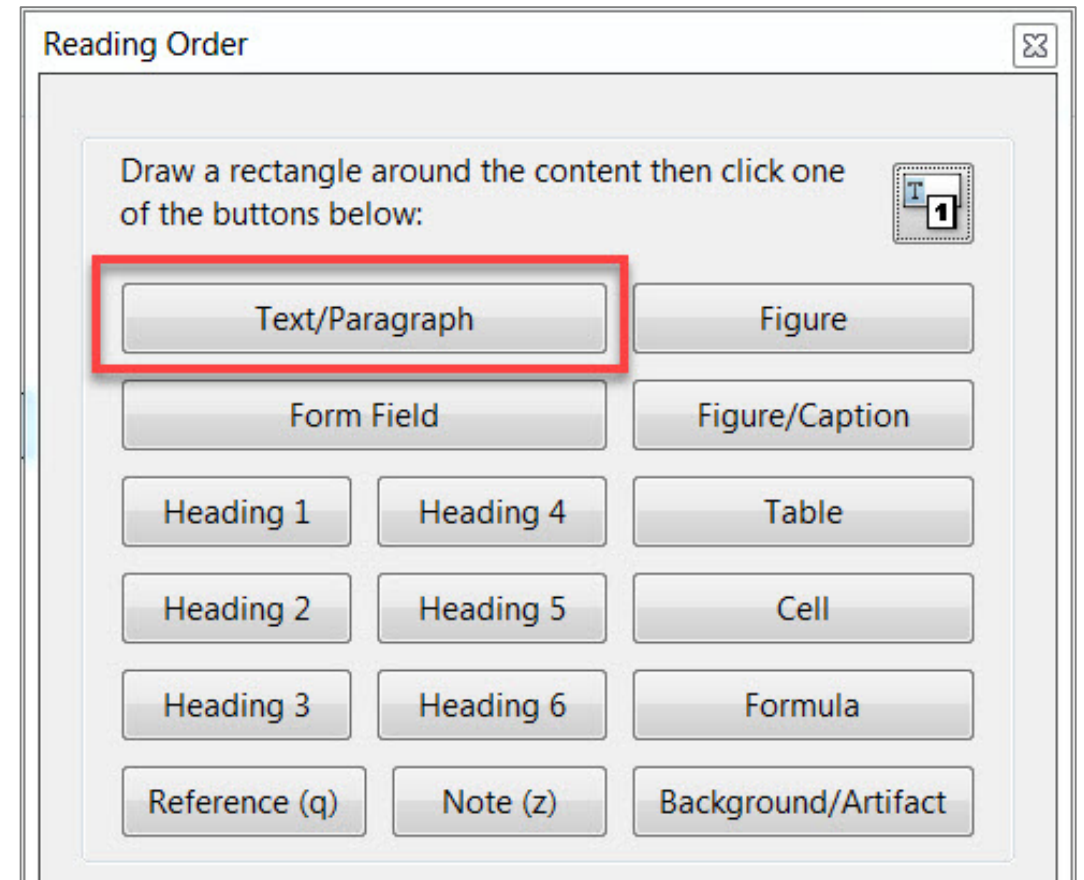 Reading Order
Draw a rectangle around the content then click one
of the buttons below:
T
1
Text/Paragraph
Figure
Form Field
Figure/Caption
Heading 1
Heading 4
Table
Heading 2
Heading 5
Cell
Heading 3
Heading 6
Formula
Reference (q)
Note (z)
Background/Artifact